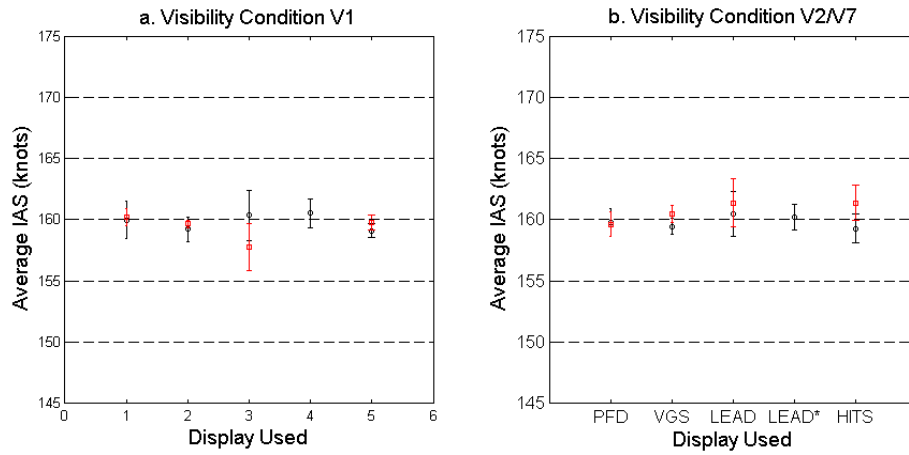 a. Visibility Condition V1
175
170
165
160
155
150
145
Average IAS (knots)
0 1 2 3 4 5 6
Display Used
b. Visibility Condition V2/V7
175
170
165
160
155
150
145
Average IAS (knots)
PFD VGS LEAD LEAD* HITS
Display Used